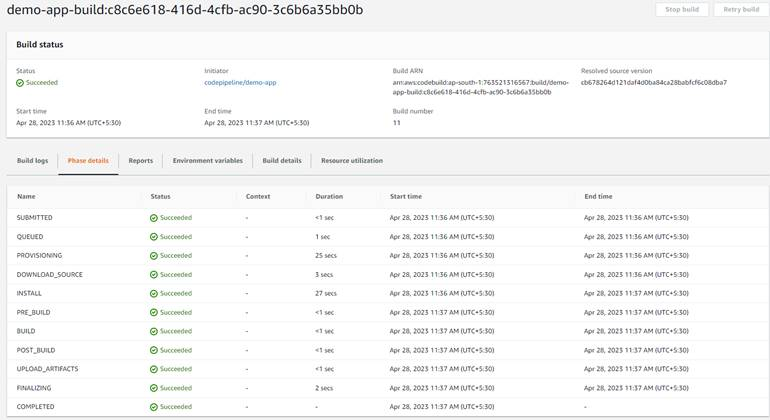 demo-app-build:c8c6e618-416d-4cfb-ac90-3c6b6a35bb0b
Stop build
Retry build
Build status
Status
Initiator
Build ARN
Resolved source version
Succeeded
codepipeline/demo-app
arn:aws:codebuild:ap-south-1:763521316567:build/demo-
app-build:c8c6e618-416d-4cfb-ac90-3c6b6a35bb0b
cb678264d121daf4d0ba84ca28babfcf6c08dba7
Start time
End time
Build number
Apr 28, 2023 11:36 AM (UTC+5:30)
Apr 28, 2023 11:37 AM (UTC+5:30)
11
Build logs
Phase details
Reports
Environment variables
Build details
Resource utilization
Name Status Context Duration Start time End time
SUBMITTED Succeeded - <1 sec Apr 28, 2023 11:36 AM (UTC+5:30) Apr 28, 2023 11:36 AM (UTC+5:30)
QUEUED Succeeded - 1 sec Apr 28, 2023 11:36 AM (UTC+5:30) Apr 28, 2023 11:36 AM (UTC+5:30)
PROVISIONING Succeeded - 25 secs Apr 28, 2023 11:36 AM (UTC+5:30) Apr 28, 2023 11:36 AM (UTC+5:30)
DOWNLOAD_SOURCE Succeeded - 3 secs Apr 28, 2023 11:36 AM (UTC+5:30) Apr 28, 2023 11:36 AM (UTC+5:30)
INSTALL Succeeded - 27 secs Apr 28, 2023 11:36 AM (UTC+5:30) Apr 28, 2023 11:37 AM (UTC+5:30)
PRE_BUILD Succeeded - <1 sec Apr 28, 2023 11:37 AM (UTC+5:30) Apr 28, 2023 11:37 AM (UTC+5:30)
BUILD Succeeded - <1 sec Apr 28, 2023 11:37 AM (UTC+5:30) Apr 28, 2023 11:37 AM (UTC+5:30)
POST_BUILD Succeeded - <1 sec Apr 28, 2023 11:37 AM (UTC+5:30) Apr 28, 2023 11:37 AM (UTC+5:30)
UPLOAD_ARTIFACTS Succeeded - <1 sec Apr 28, 2023 11:37 AM (UTC+5:30) Apr 28, 2023 11:37 AM (UTC+5:30)
FINALIZING Succeeded - 2 secs Apr 28, 2023 11:37 AM (UTC+5:30) Apr 28, 2023 11:37 AM (UTC+5:30)
COMPLETED Succeeded - - Apr 28, 2023 11:37 AM (UTC+5:30) -